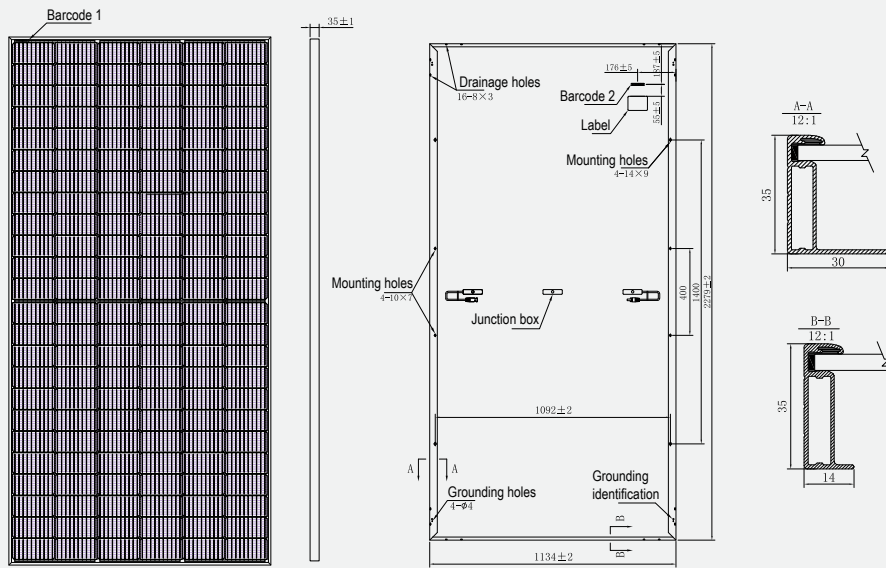 Barcode 1
35±1
Drainage holes
16-8×3
176±5
187±5
Barcode 2
55±5
Label
Mounting holes
4-14×9
Mounting holes
4-10×7
Junction box
400
1400
2279±2
1092±2
A
A
Grounding holes
4-φ4
Grounding
identification
B
B
1134±2
A-A
12:1
35
30
B-B
12:1
35
14